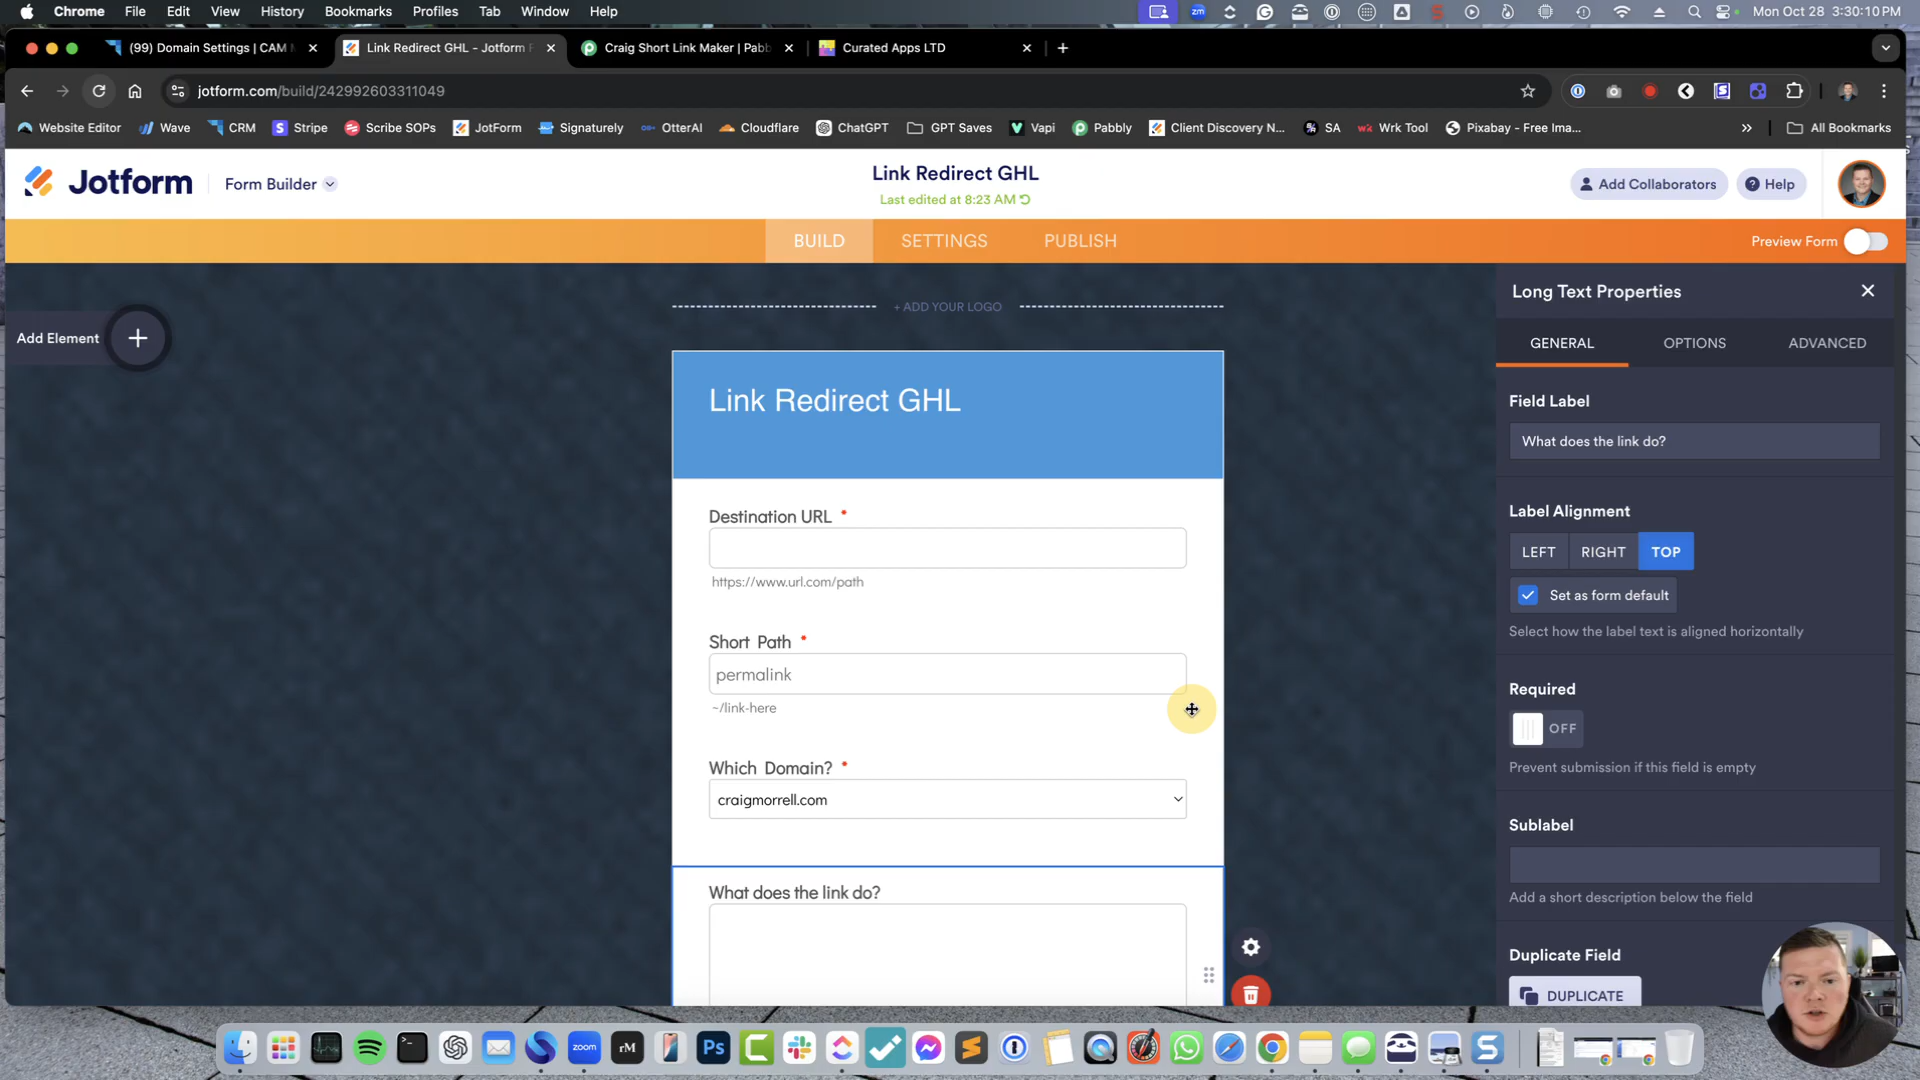 Chrome File Edit View History Bookmarks Profiles Tab Window Help
zm
Mon Oct 28 3:30:10 PM
(99) Domain Settings | CAM
Link Redirect GHL - Jotform F
Craig Short Link Maker | Pabb
Curated Apps LTD
jotform.com/build/242992603311049
Website Editor Wave CRM Stripe Scribe SOPs JotForm Signaturely OtterAI Cloudflare ChatGPT GPT Saves Vapi Pabbly Client Discovery N... SA Wrk Tool Pixabay - Free Ima... All Bookmarks
Jotform
Form Builder
Link Redirect GHL
Last edited at 8:23 AM
Add Collaborators
Help
BUILD SETTINGS PUBLISH
Preview Form
Add Element
+ ADD YOUR LOGO
Link Redirect GHL
Destination URL *
https://www.url.com/path
Short Path *
permalink
~/link-here
Which Domain? *
craigmorrell.com
What does the link do?
Long Text Properties
GENERAL OPTIONS ADVANCED
Field Label
What does the link do?
Label Alignment
LEFT RIGHT TOP
Set as form default
Select how the label text is aligned horizontally
Required
OFF
Prevent submission if this field is empty
Sublabel
Add a short description below the field
Duplicate Field
DUPLICATE
zoom
rM
Ps